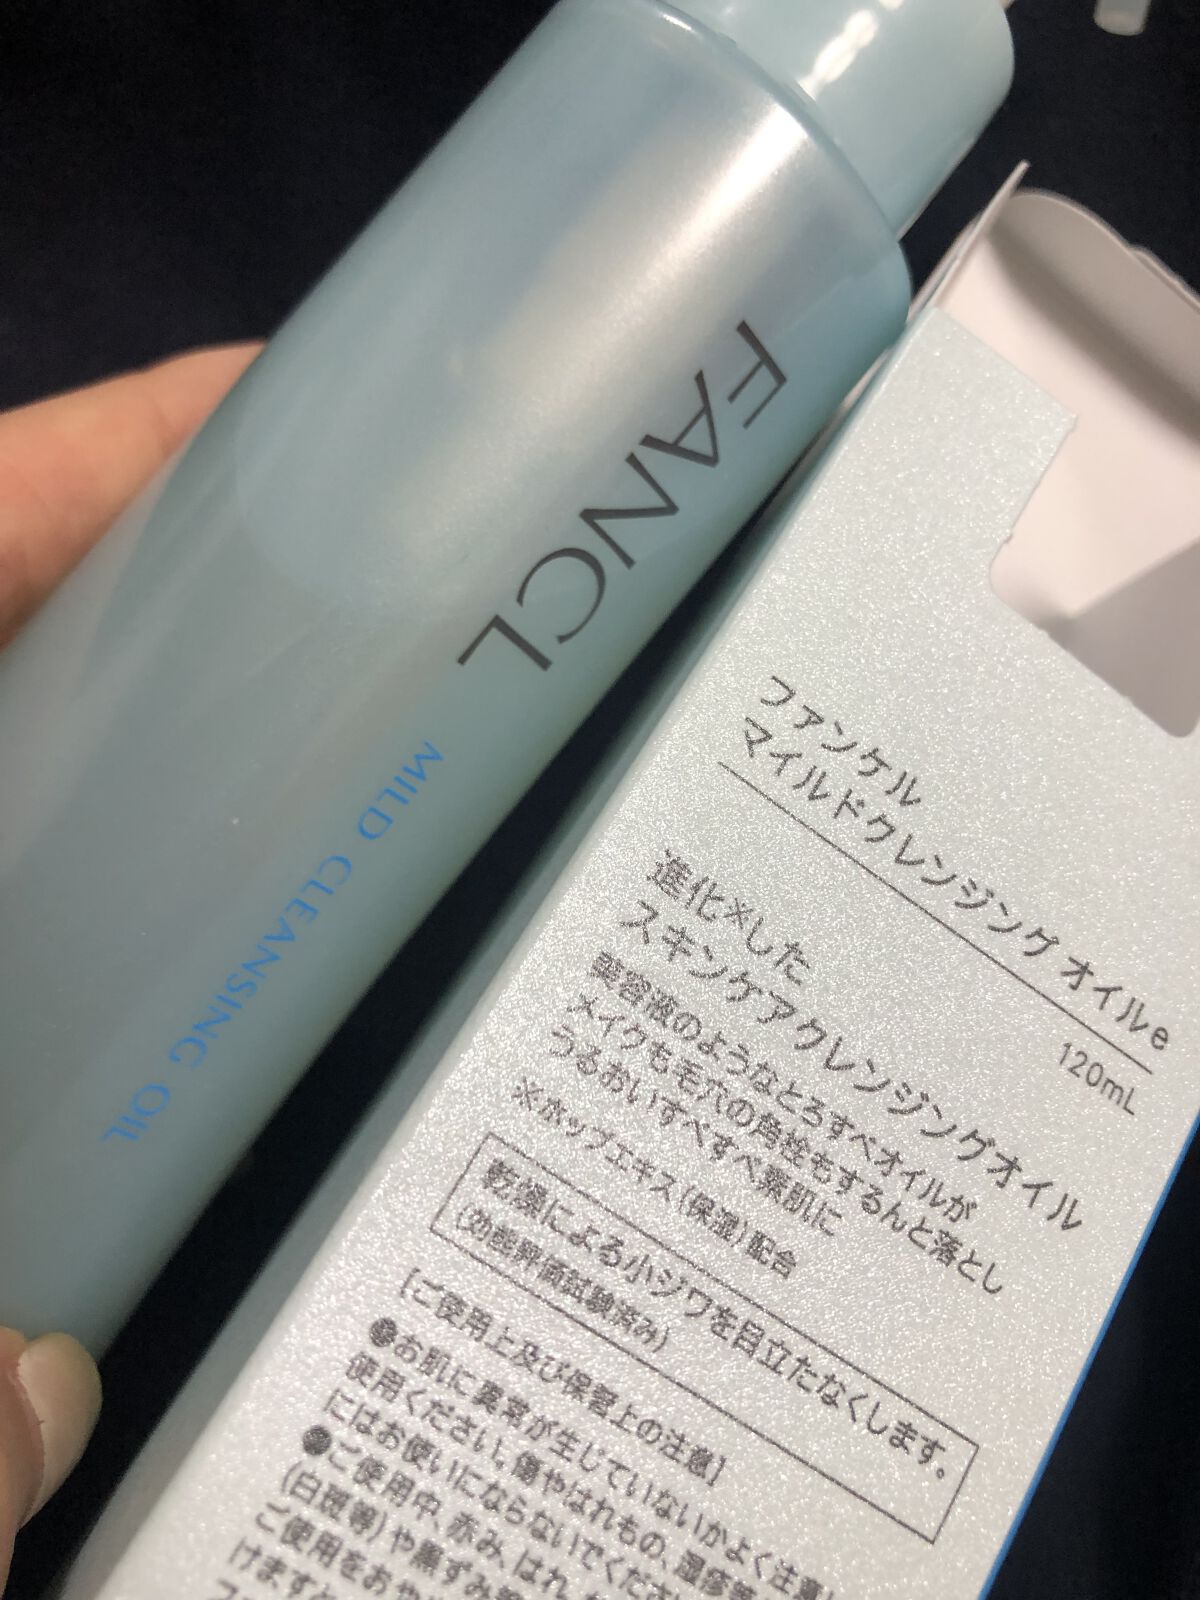 FANCL
MILD CLEANSING OIL
ファンケル
マイルドクレンジング オイルe
120mL
進化※した
スキンケアクレンジングオイル
美容液のようなとろすべオイルが
メイクも毛穴の角栓もするんと落とし
うるおいすべすべ素肌に
※ホップエキス(保湿)配合
乾燥による小ジワを目立たなくします。
(効能評価試験済み)
[ご使用上及び保管上の注意]
●お肌に異常が生じていないかよく注意し
使用ください。傷やはれもの、湿疹等
にはお使いにならないでくださ
●ご使用中、赤み、はれ、
(白斑等)や黒ずみ等
ご使用をおや
けますと